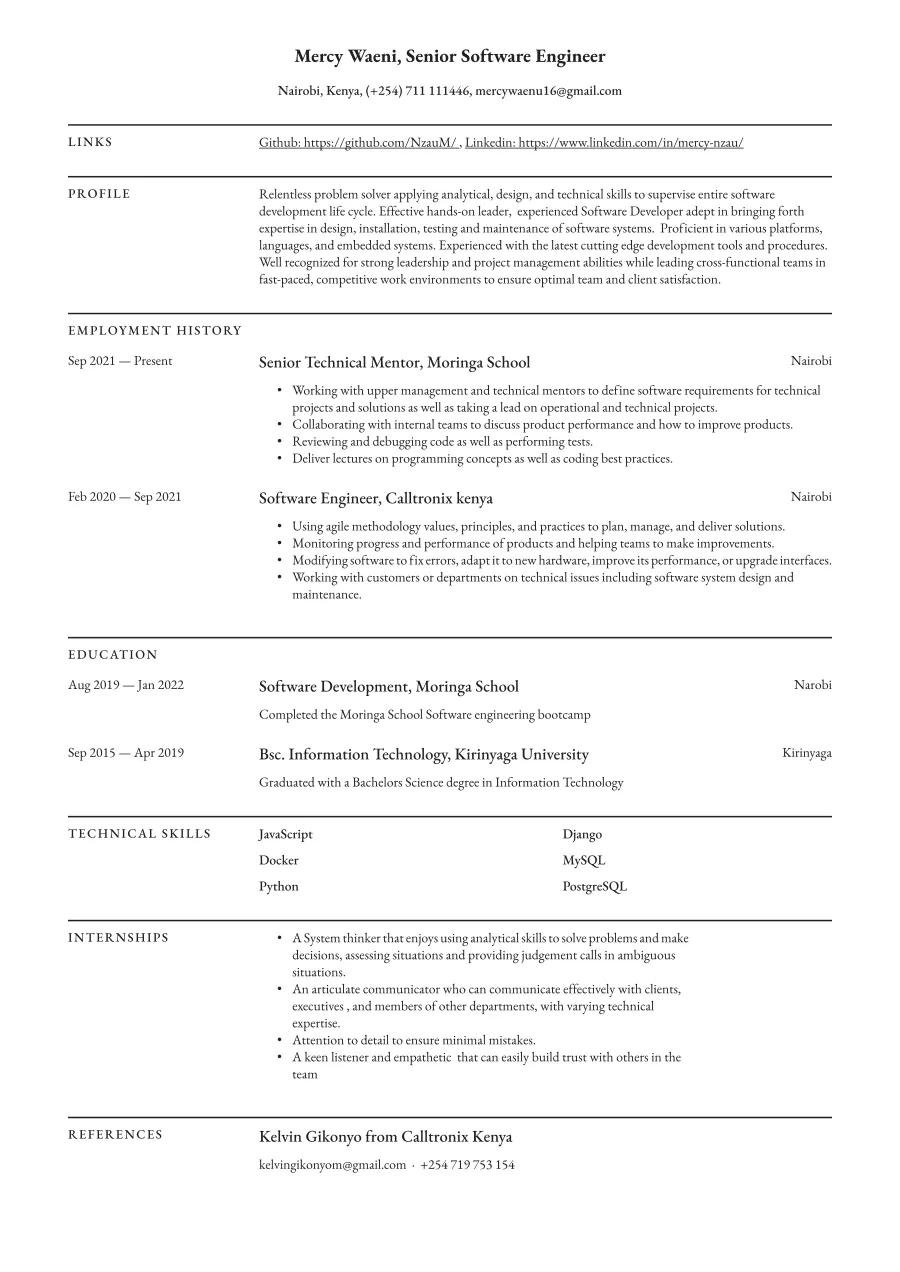 Mercy Waeni, Senior Software Engineer
Nairobi, Kenya, (+254) 711 111446, mercywaenu16@gmail.com
LINKS
Github: https://github.com/NzauM/ , Linkedin: https://www.linkedin.com/in/mercy-nzau/
PROFILE
Relentless problem solver applying analytical, design, and technical skills to supervise entire software
development life cycle. Effective hands-on leader,  experienced Software Developer adept in bringing forth
expertise in design, installation, testing and maintenance of software systems.  Proficient in various platforms,
languages, and embedded systems. Experienced with the latest cutting edge development tools and procedures.
Well recognized for strong leadership and project management abilities while leading cross-functional teams in
fast-paced, competitive work environments to ensure optimal team and client satisfaction.
EMPLOYMENT HISTORY
Sep 2021 — Present Senior Technical Mentor, Moringa School Nairobi
• Working with upper management and technical mentors to define software requirements for technical
projects and solutions as well as taking a lead on operational and technical projects.
• Collaborating with internal teams to discuss product performance and how to improve products.
• Reviewing and debugging code as well as performing tests.
• Deliver lectures on programming concepts as well as coding best practices.
Feb 2020 — Sep 2021 Software Engineer, Calltronix kenya Nairobi
• Using agile methodology values, principles, and practices to plan, manage, and deliver solutions.
• Monitoring progress and performance of products and helping teams to make improvements.
• Modifying software to fix errors, adapt it to new hardware, improve its performance, or upgrade interfaces.
• Working with customers or departments on technical issues including software system design and
maintenance.
EDUCATION
Aug 2019 — Jan 2022 Software Development, Moringa School Narobi
Completed the Moringa School Software engineering bootcamp
Sep 2015 — Apr 2019 Bsc. Information Technology, Kirinyaga University Kirinyaga
Graduated with a Bachelors Science degree in Information Technology
TECHNICAL SKILLS
JavaScript Django
Docker MySQL
Python PostgreSQL
INTERNSHIPS
• A System thinker that enjoys using analytical skills to solve problems and make
decisions, assessing situations and providing judgement calls in ambiguous
situations.
• An articulate communicator who can communicate effectively with clients,
executives , and members of other departments, with varying technical
expertise.
• Attention to detail to ensure minimal mistakes.
• A keen listener and empathetic  that can easily build trust with others in the
team
REFERENCES
Kelvin Gikonyo from Calltronix Kenya
kelvingikonyom@gmail.com · +254 719 753 154